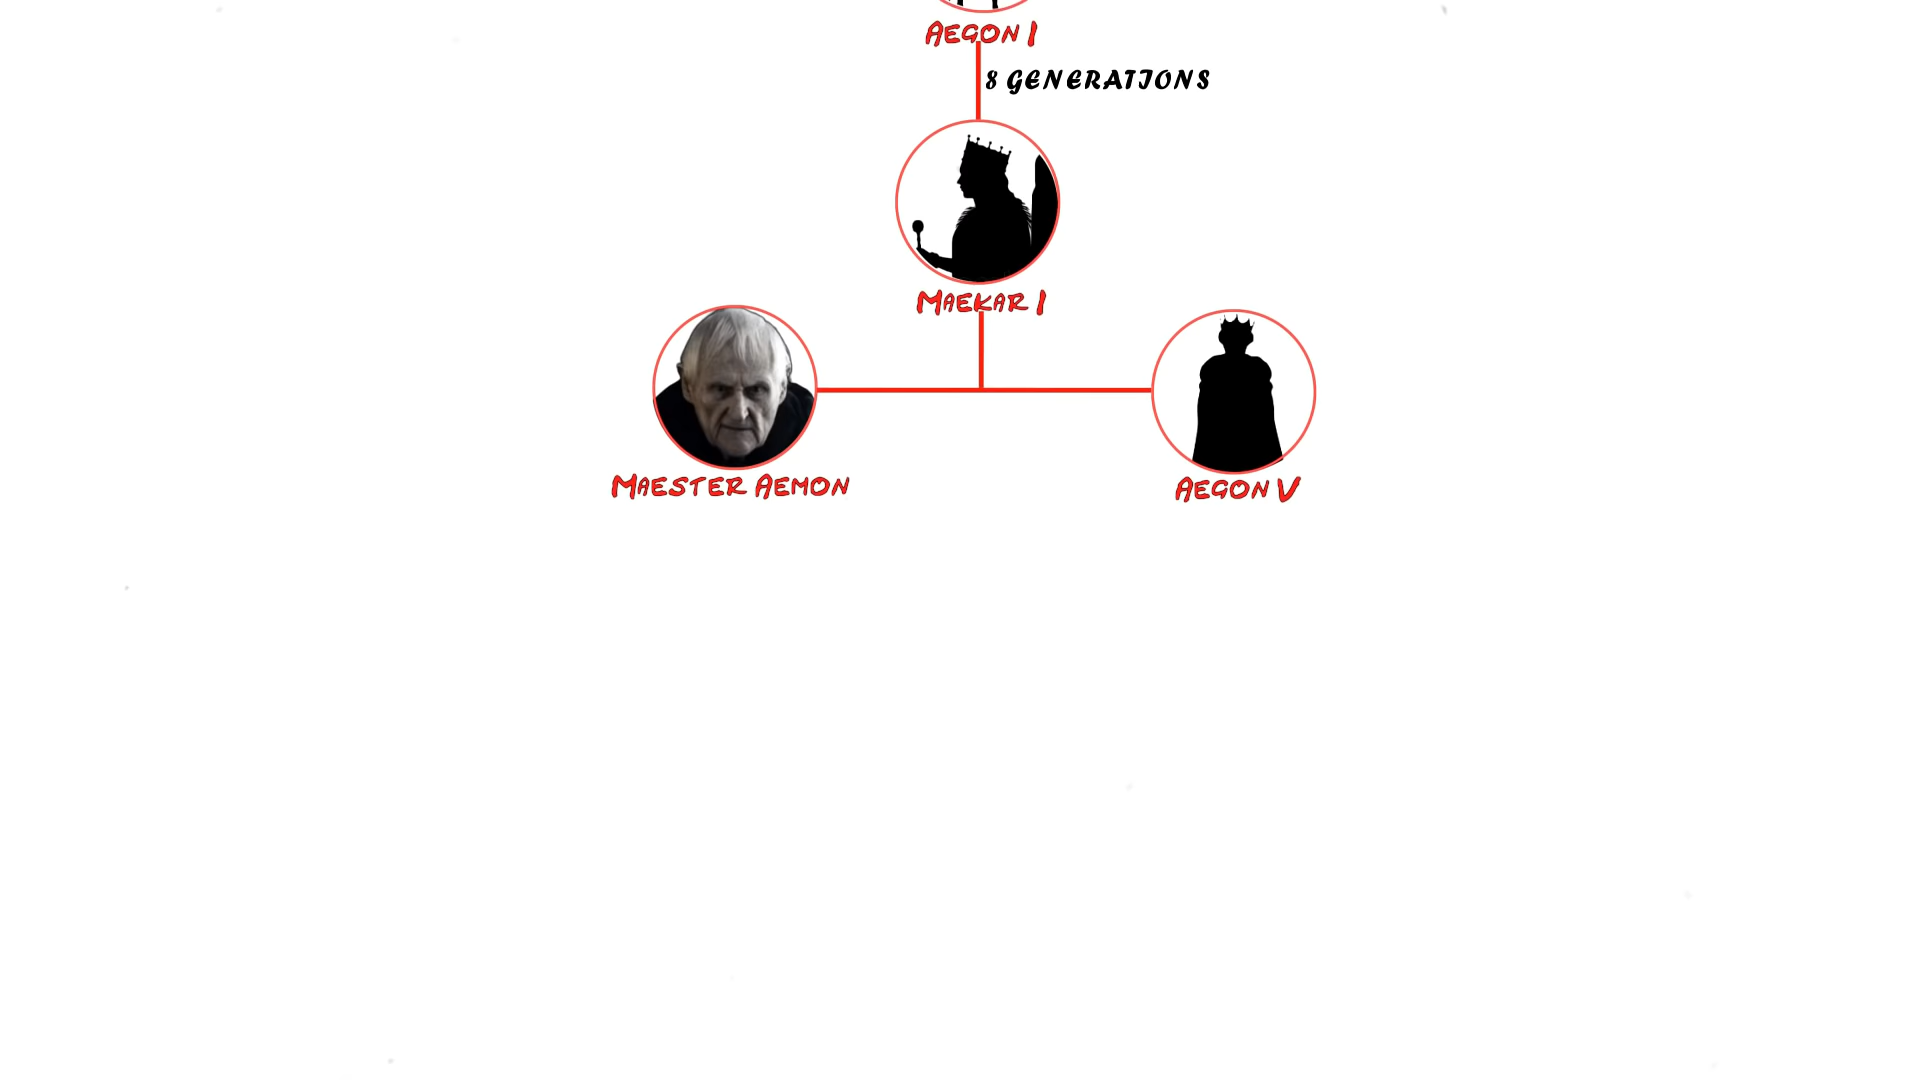 AEGON I
8 GENERATIONS
MAEKAR I
MAESTER AEMON
AEGON V